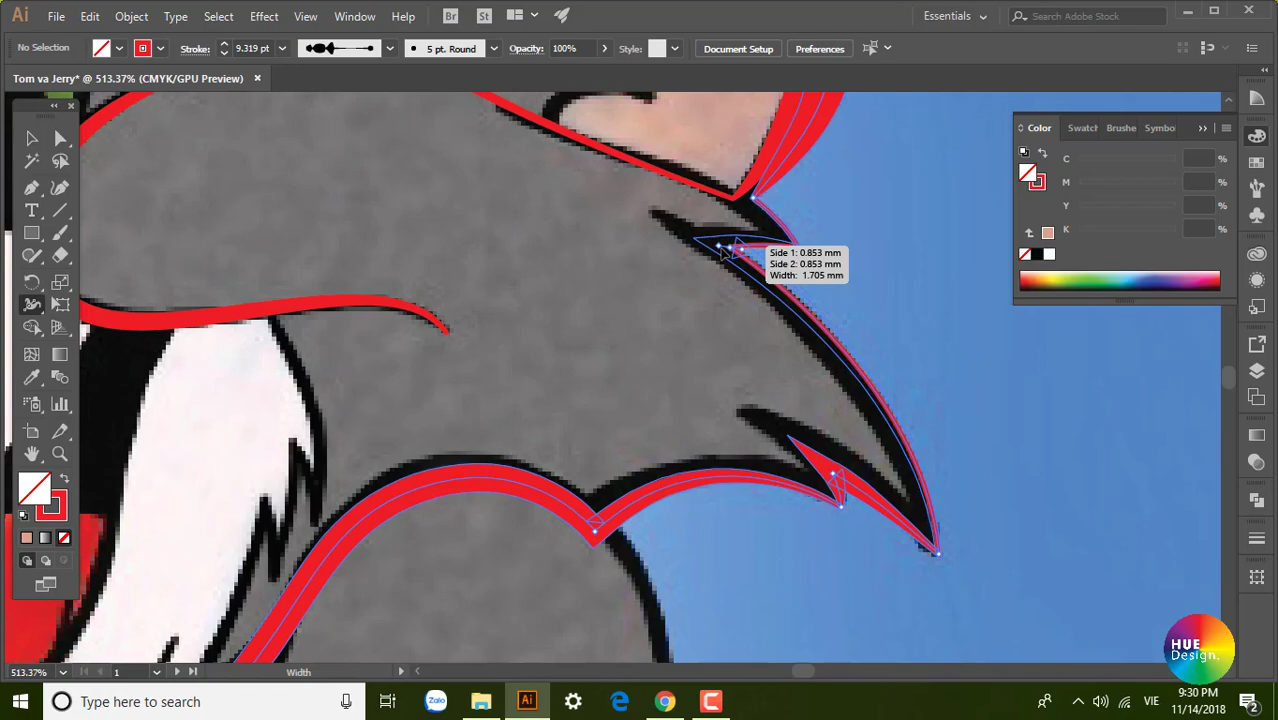 Ai File Edit Object Type Select Effect View Window Help Br St Essentials Search Adobe Stock
No Selection Stroke: 9.319 pt 5 pt. Round Opacity: 100% Style: Document Setup Preferences
Tom va Jerry* @ 513.37% (CMYK/GPU Preview)
Color Swatch Brushe Symbo
C %
M %
Y %
K %
Side 1: 0.853 mm
Side 2: 0.853 mm
Width: 1.705 mm
HUE
Design.
513.37% 1 Width
Type here to search Zalo Ai VIE 9:30 PM
11/14/2018 2